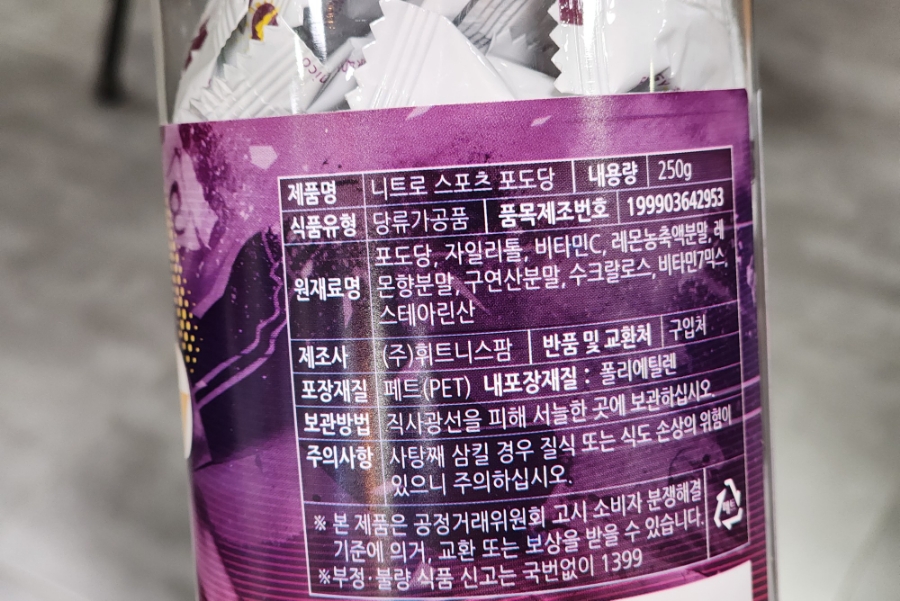 제품명 니트로 스포츠 포도당 내용량 250g
식품유형 당류가공품 품목제조번호 199903642953
원재료명 포도당, 자일리톨, 비타민C, 레몬농축액분말, 레
몬향분말, 구연산분말, 수크랄로스, 비타민7믹스,
스테아린산
제조사 (주)휘트니스팜 반품 및 교환처 구입처
포장재질 페트(PET) 내포장재질 : 폴리에틸렌
보관방법 직사광선을 피해 서늘한 곳에 보관하십시오.
주의사항 사탕째 삼킬 경우 질식 또는 식도 손상의 위험이
있으니 주의하십시오.
※ 본 제품은 공정거래위원회 고시 소비자 분쟁해결
기준에 의거, 교환 또는 보상을 받을 수 있습니다.
※부정·불량 식품 신고는 국번없이 1399
페트